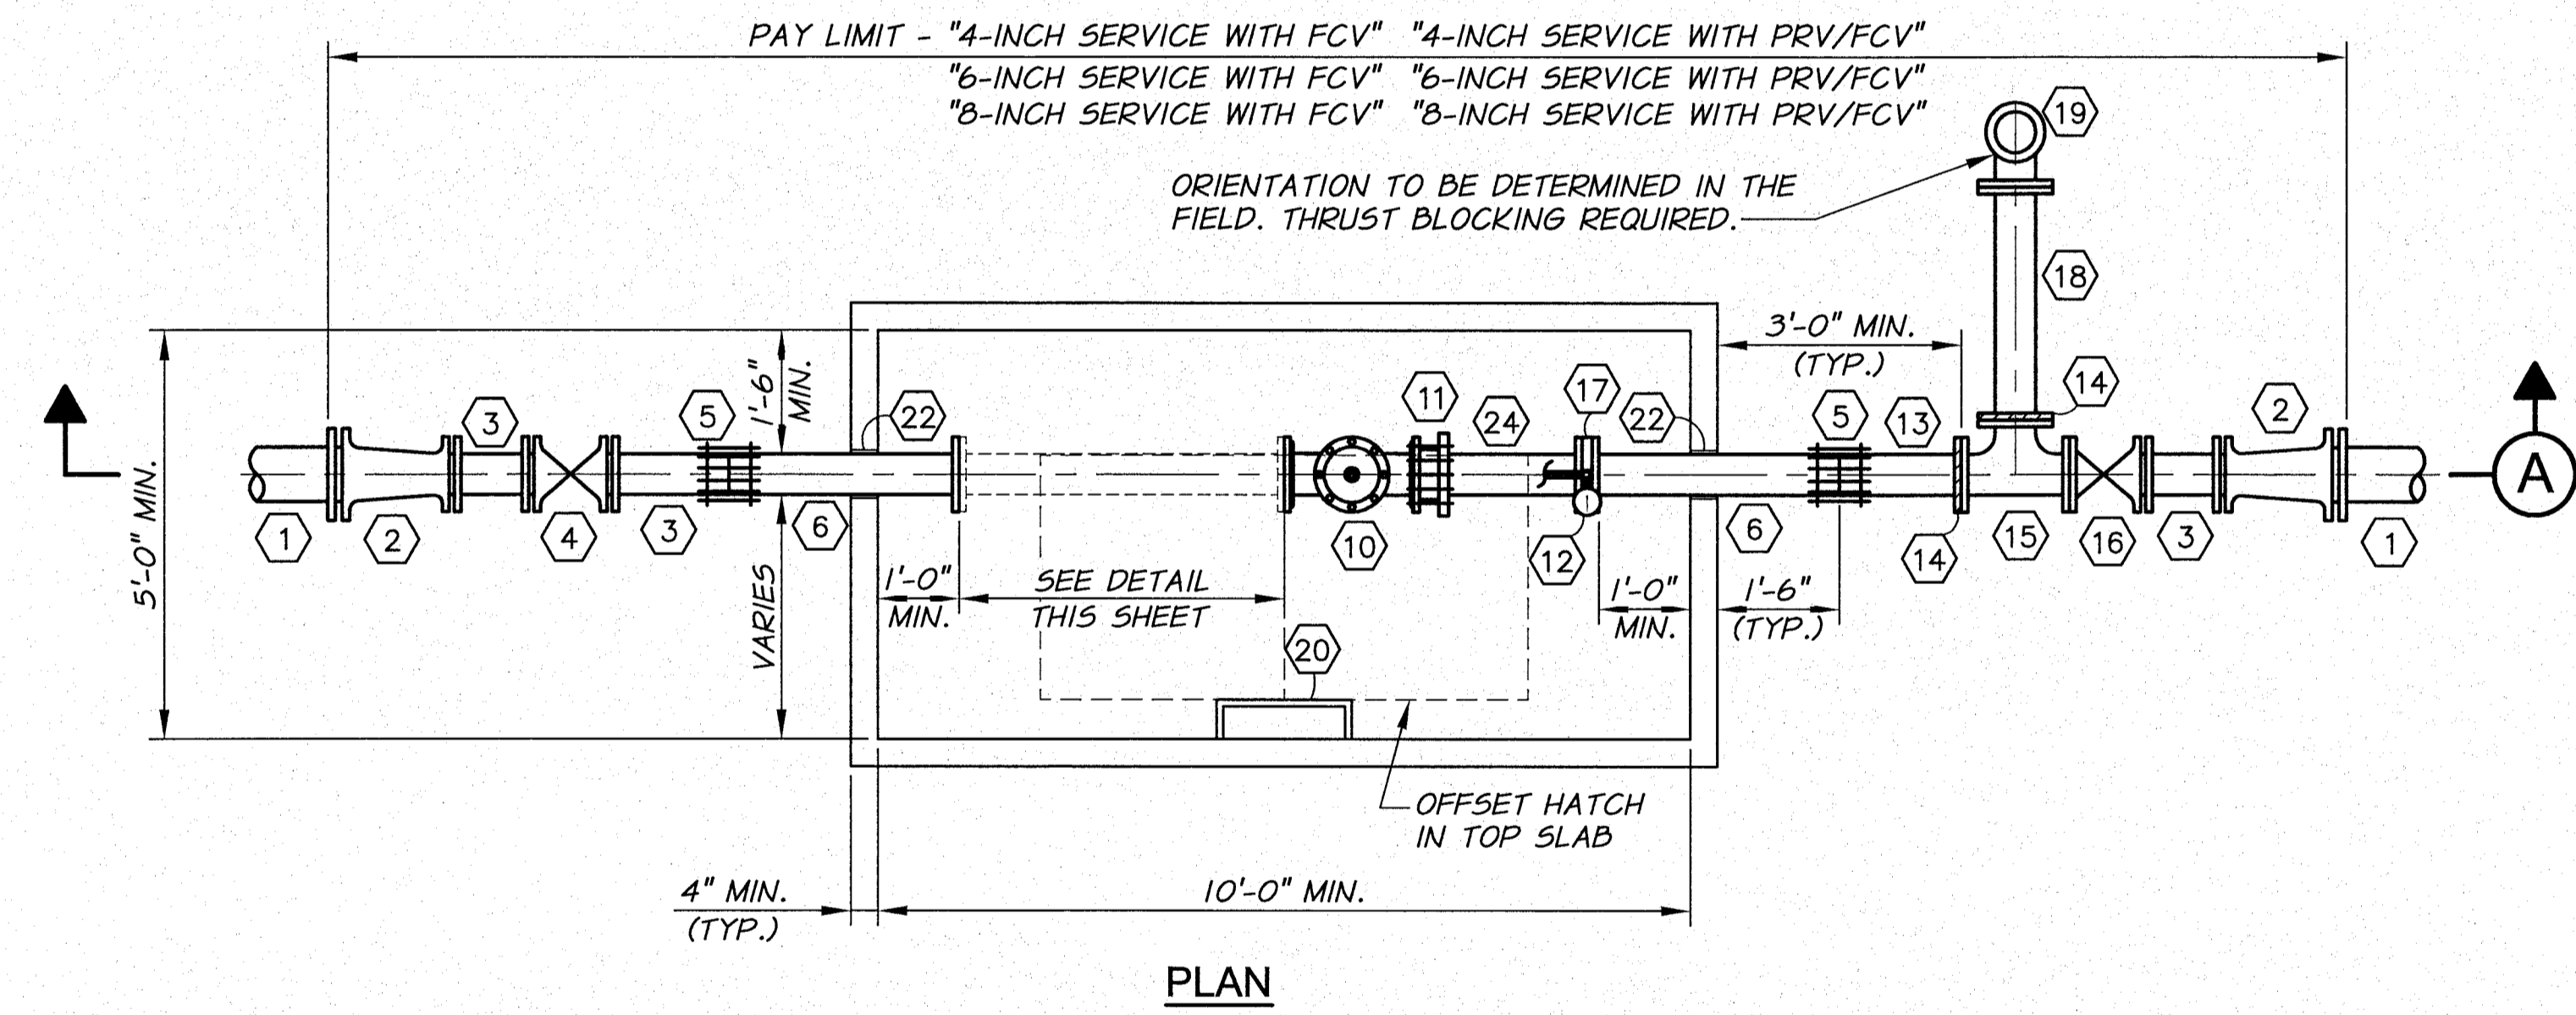 PAY LIMIT - "4-INCH SERVICE WITH FCV" "4-INCH SERVICE WITH PRV/FCV"
"6-INCH SERVICE WITH FCV" "6-INCH SERVICE WITH PRV/FCV"
"8-INCH SERVICE WITH FCV" "8-INCH SERVICE WITH PRV/FCV"
19
ORIENTATION TO BE DETERMINED IN THE
FIELD. THRUST BLOCKING REQUIRED.
18
3'-0" MIN.
(TYP.)
1'-6"
MIN.
5'-0" MIN.
VARIES
3
5
22
11
24
17
22
5
13
14
2
A
1
2
4
3
6
10
12
6
14
15
16
3
1
1'-0"
MIN.
SEE DETAIL
THIS SHEET
1'-0"
MIN.
1'-6"
(TYP.)
20
OFFSET HATCH
IN TOP SLAB
4" MIN.
(TYP.)
10'-0" MIN.
PLAN